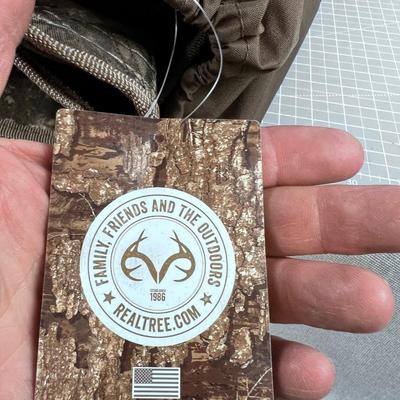 FAMILY, FRIENDS AND THE OUTDOORS
ESTABLISHED
1986
REALTREE.COM